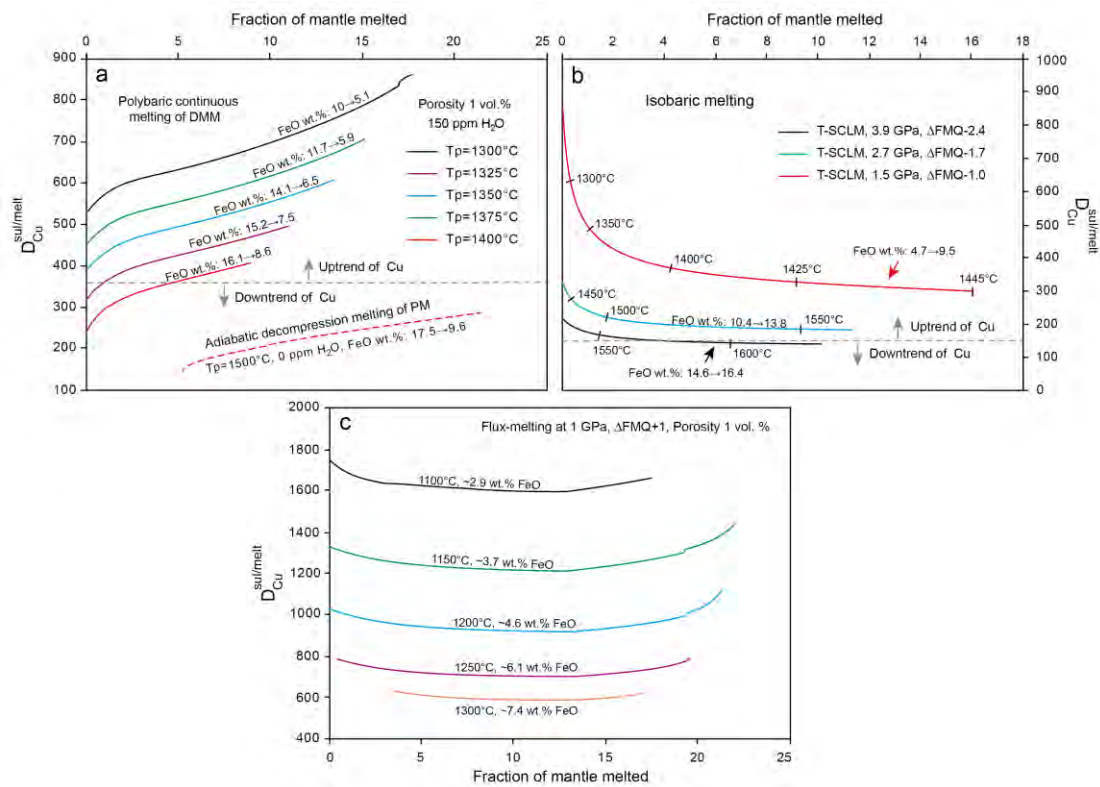 Fraction of mantle melted
0 5 10 15 20 25
900
800
700
600
500
400
300
200
100
D Cu sul/melt
a
Polybaric continuous
melting of DMM
Porosity 1 vol.%
150 ppm H₂O
Tp=1300°C
Tp=1325°C
Tp=1350°C
Tp=1375°C
Tp=1400°C
FeO wt.%: 10→5.1
FeO wt.%: 11.7→5.9
FeO wt.%: 14.1→6.5
FeO wt.%: 15.2→7.5
FeO wt.%: 16.1→8.6
Uptrend of Cu
Downtrend of Cu
Adiabatic decompression melting of PM
Tp=1500°C, 0 ppm H₂O, FeO wt.%: 17.5→9.6
Fraction of mantle melted
0 2 4 6 8 10 12 14 16 18
b
Isobaric melting
T-SCLM, 3.9 GPa, ΔFMQ-2.4
T-SCLM, 2.7 GPa, ΔFMQ-1.7
T-SCLM, 1.5 GPa, ΔFMQ-1.0
1300°C
1350°C
1400°C
1425°C
1445°C
FeO wt.%: 4.7→9.5
1450°C
1500°C
FeO wt.%: 10.4→13.8
1550°C
Uptrend of Cu
Downtrend of Cu
1550°C
1600°C
FeO wt.%: 14.6→16.4
1000
900
800
700
600
500
400
300
200
100
0
D Cu sul/melt
2000
1800
1600
1400
1200
1000
800
600
400
D Cu sul/melt
c
Flux-melting at 1 GPa, ΔFMQ+1, Porosity 1 vol. %
1100°C, ~2.9 wt.% FeO
1150°C, ~3.7 wt.% FeO
1200°C, ~4.6 wt.% FeO
1250°C, ~6.1 wt.% FeO
1300°C, ~7.4 wt.% FeO
0 5 10 15 20 25
Fraction of mantle melted